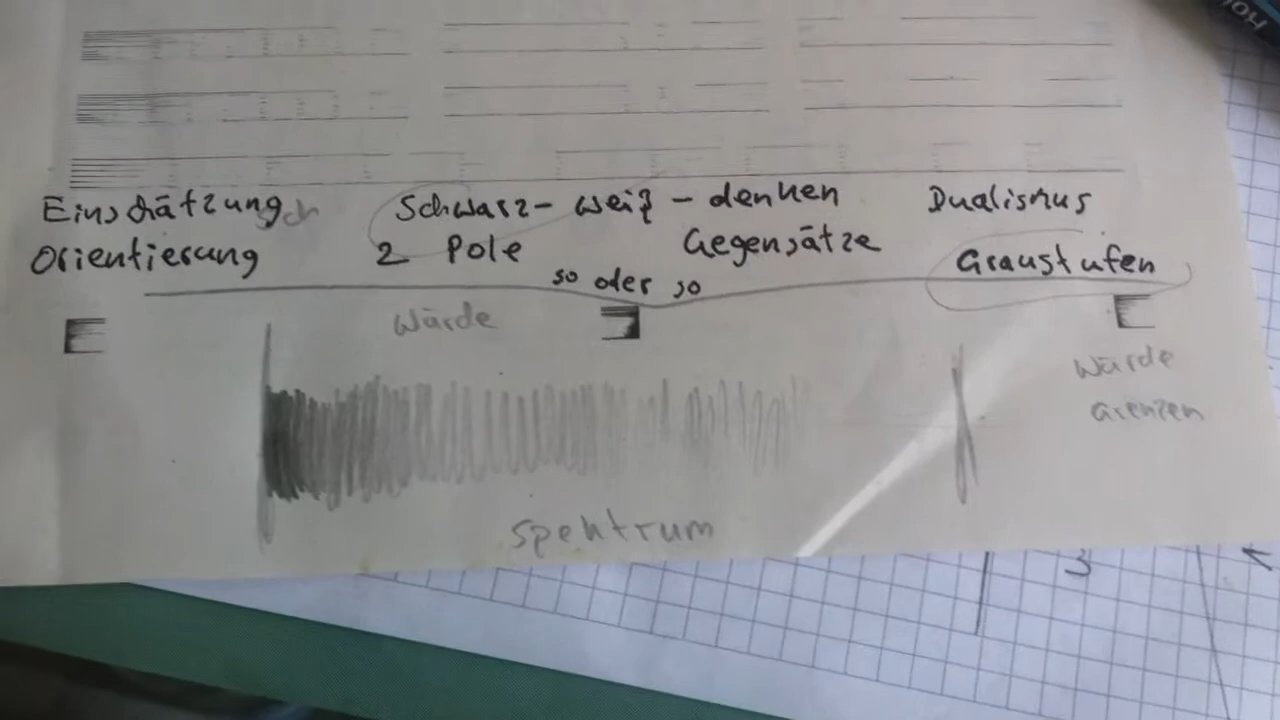 Einschätzung Schwarz-weiß-denken Dualismus
Orientierung 2 Pole Gegensätze Graustufen
so oder so
Würde
Würde
Grenzen
Spektrum